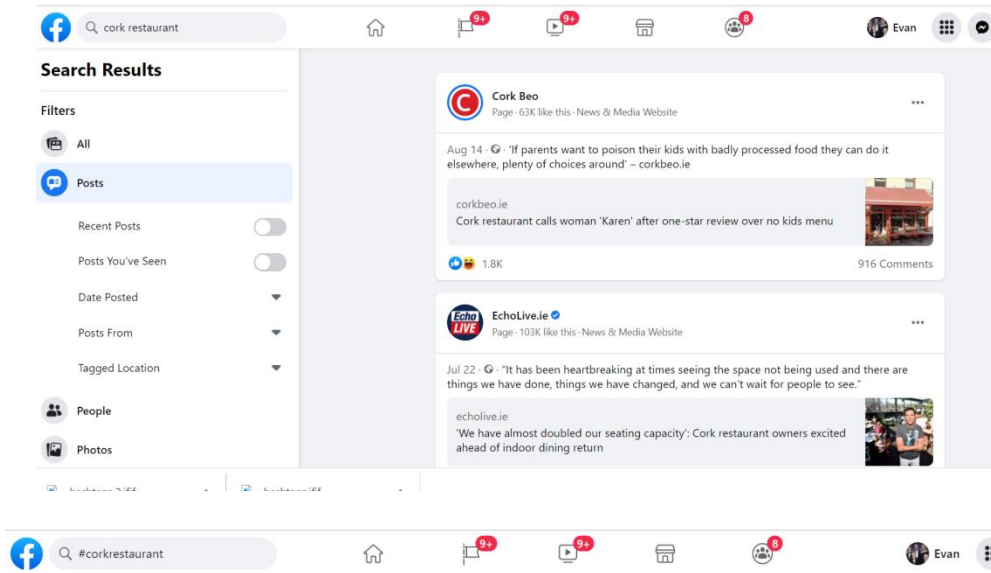 cork restaurant
9+
9+
8
Evan
Search Results
Filters
All
Posts
Recent Posts
Posts You've Seen
Date Posted
Posts From
Tagged Location
People
Photos
C
Cork Beo
Page · 63K like this · News & Media Website
Aug 14 · · 'If parents want to poison their kids with badly processed food they can do it
elsewhere, plenty of choices around' – corkbeo.ie
corkbeo.ie
Cork restaurant calls woman 'Karen' after one-star review over no kids menu
1.8K
916 Comments
Echo
LIVE
EchoLive.ie
Page · 103K like this · News & Media Website
Jul 22 · · "It has been heartbreaking at times seeing the space not being used and there are
things we have done, things we have changed, and we can't wait for people to see."
echolive.ie
'We have almost doubled our seating capacity': Cork restaurant owners excited
ahead of indoor dining return
#corkrestaurant
9+
9+
8
Evan